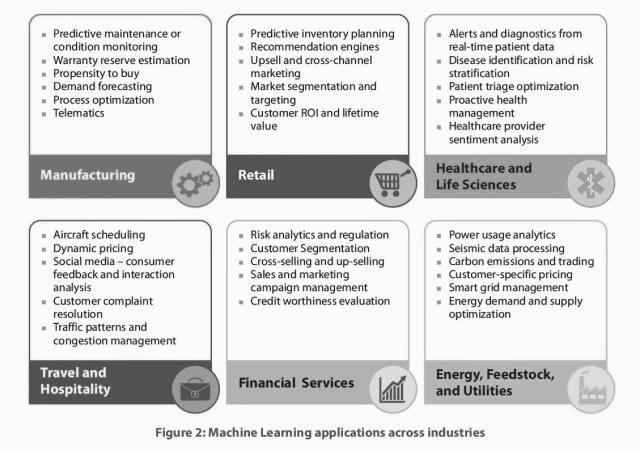 Predictive maintenance or
condition monitoring
Warranty reserve estimation
Propensity to buy
Demand forecasting
Process optimization
Telematics
Manufacturing
Predictive inventory planning
Recommendation engines
Upsell and cross-channel
marketing
Market segmentation and
targeting
Customer ROI and lifetime
value
Retail
Alerts and diagnostics from
real-time patient data
Disease identification and risk
stratification
Patient triage optimization
Proactive health
management
Healthcare provider
sentiment analysis
Healthcare and
Life Sciences
Aircraft scheduling
Dynamic pricing
Social media – consumer
feedback and interaction
analysis
Customer complaint
resolution
Traffic patterns and
congestion management
Travel and
Hospitality
Risk analytics and regulation
Customer Segmentation
Cross-selling and up-selling
Sales and marketing
campaign management
Credit worthiness evaluation
Financial Services
Power usage analytics
Seismic data processing
Carbon emissions and trading
Customer-specific pricing
Smart grid management
Energy demand and supply
optimization
Energy, Feedstock,
and Utilities
Figure 2: Machine Learning applications across industries